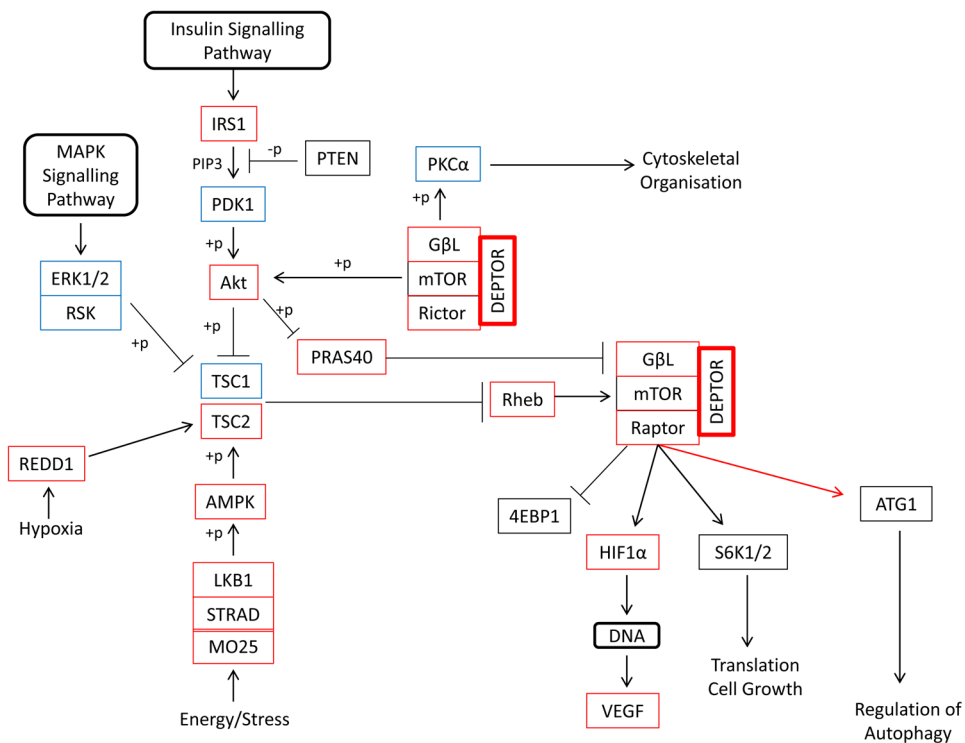 Insulin Signalling
Pathway
IRS1
MAPK
Signalling
Pathway
PIP3
-p
PTEN
PKCα
Cytoskeletal
Organisation
PDK1
+p
+p
GβL
mTOR
Rictor
DEPTOR
+p
Akt
+p
ERK1/2
RSK
+p
+p
PRAS40
TSC1
TSC2
Rheb
GβL
mTOR
Raptor
DEPTOR
REDD1
+p
Hypoxia
AMPK
+p
4EBP1
ATG1
HIF1α
S6K1/2
LKB1
STRAD
MO25
DNA
Translation
Cell Growth
VEGF
Energy/Stress
Regulation of
Autophagy